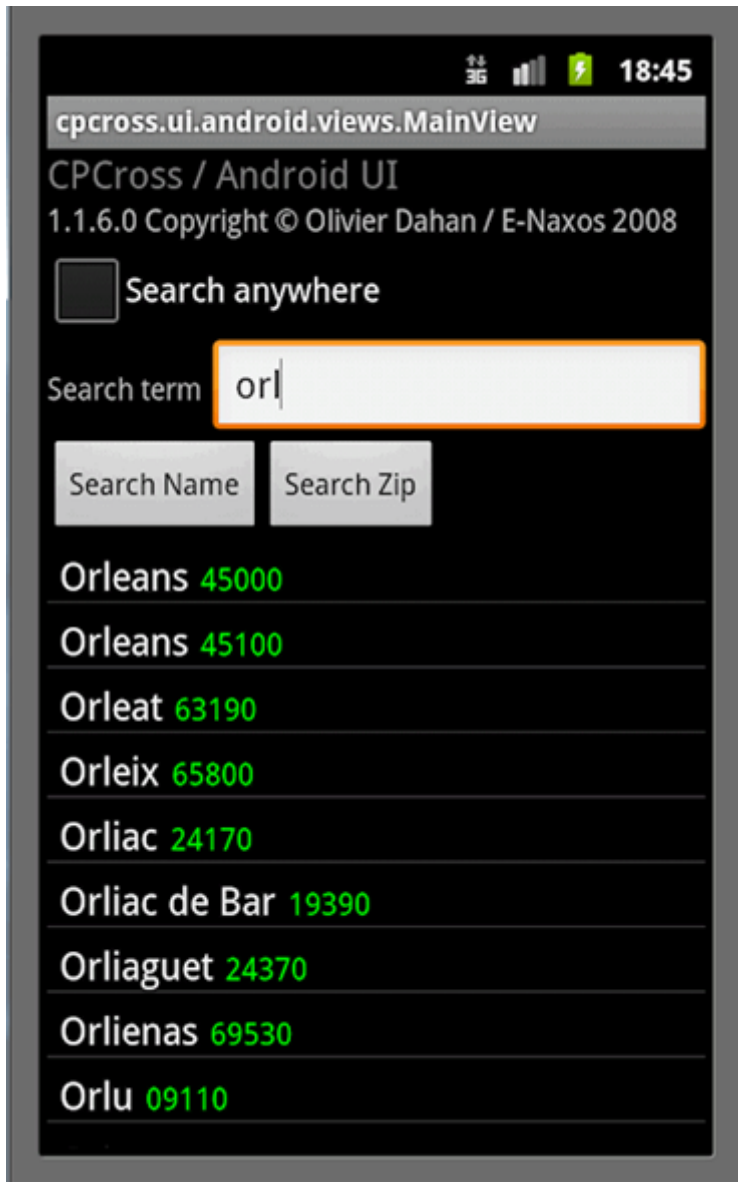 3G 18:45
cpcross.ui.android.views.MainView
CPCross / Android UI
1.1.6.0 Copyright © Olivier Dahan / E-Naxos 2008
Search anywhere
Search term orl
Search Name Search Zip
Orleans 45000
Orleans 45100
Orleat 63190
Orleix 65800
Orliac 24170
Orliac de Bar 19390
Orliaguet 24370
Orlienas 69530
Orlu 09110